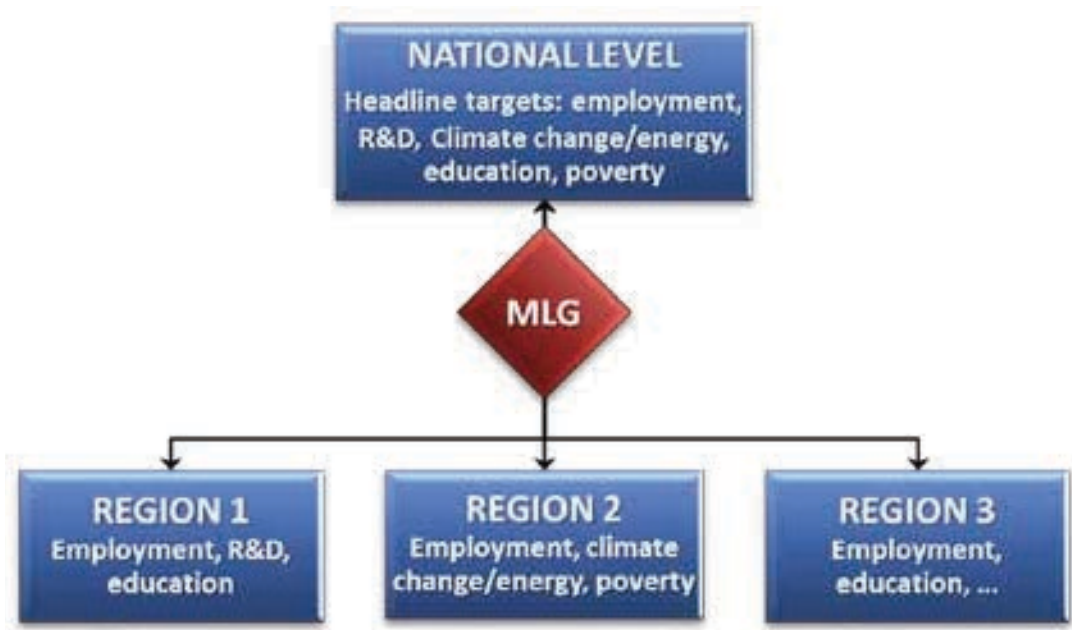 NATIONAL LEVEL
Headline targets: employment,
R&D, Climate change/energy,
education, poverty
MLG
REGION 1
Employment, R&D,
education
REGION 2
Employment, climate
change/energy, poverty
REGION 3
Employment,
education, ...